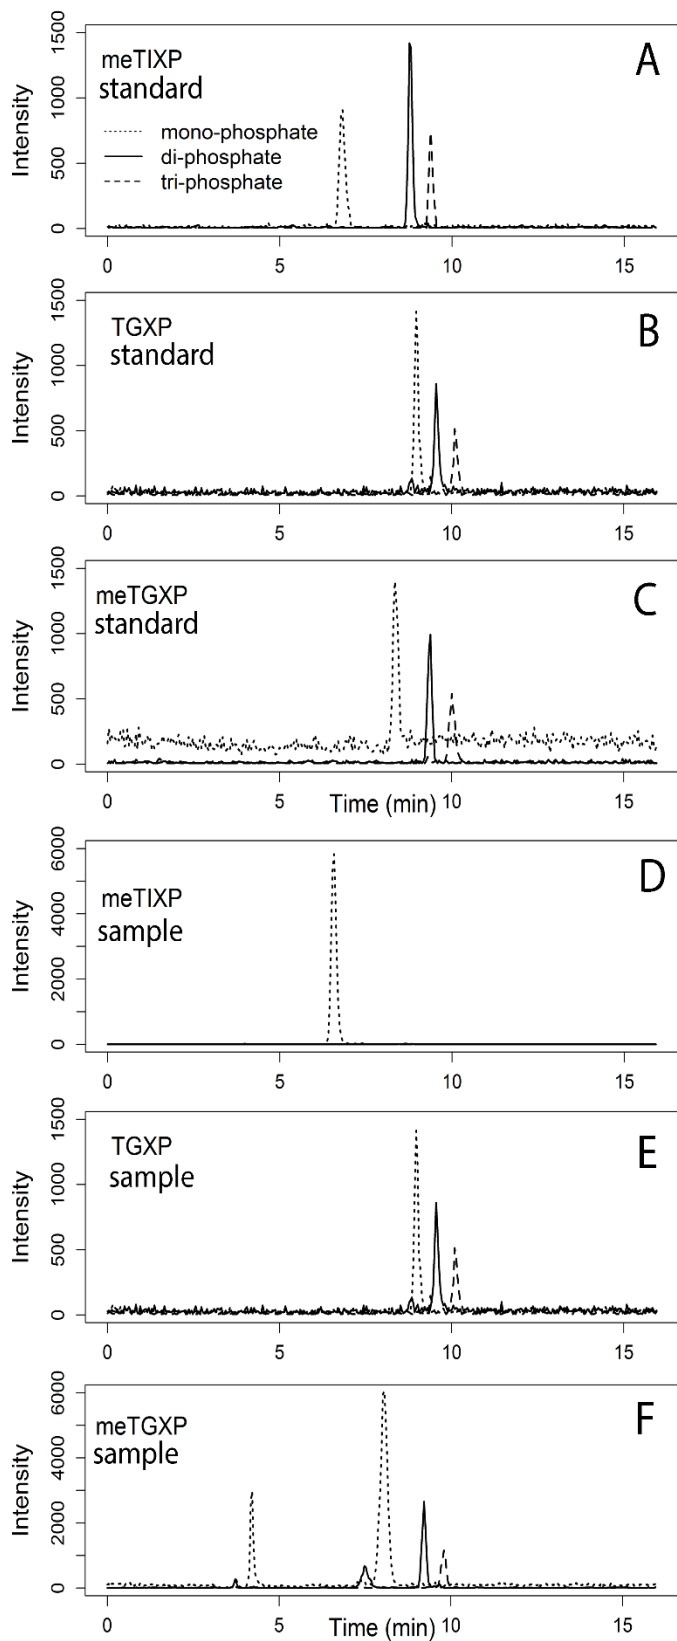 1500
meTIXP
A
standard
1000
mono-phosphate
di-phosphate
500
tri-phosphate
0
Intensity
0 5 10 15
1500
TGXP
B
standard
1000
500
0
Intensity
0 5 10 15
1500
meTGXP
C
standard
1000
500
0
Intensity
0 5 Time (min) 10 15
6000
meTIXP
D
sample
4000
2000
0
Intensity
0 5 10 15
1500
TGXP
E
sample
1000
500
0
Intensity
0 5 10 15
6000
meTGXP
F
sample
4000
2000
0
Intensity
0 5 10 15
Time (min)